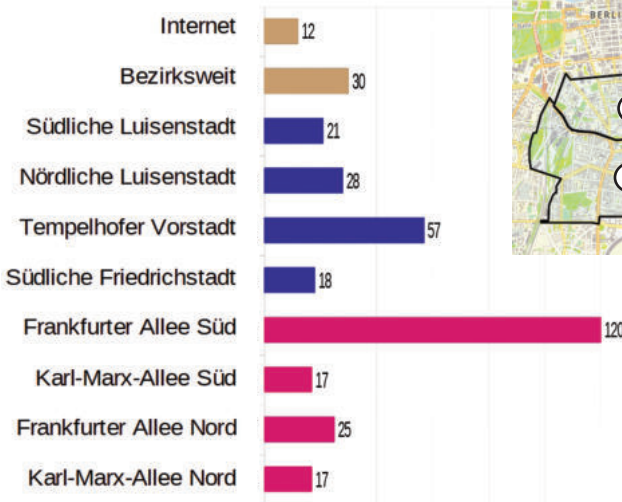 Internet 12
BERLI
Bezirksweit 30
Südliche Luisenstadt 21
Nördliche Luisenstadt 28
Tempelhofer Vorstadt 57
Südliche Friedrichstadt 18
Frankfurter Allee Süd 120
Karl-Marx-Allee Süd 17
Frankfurter Allee Nord 25
Karl-Marx-Allee Nord 17